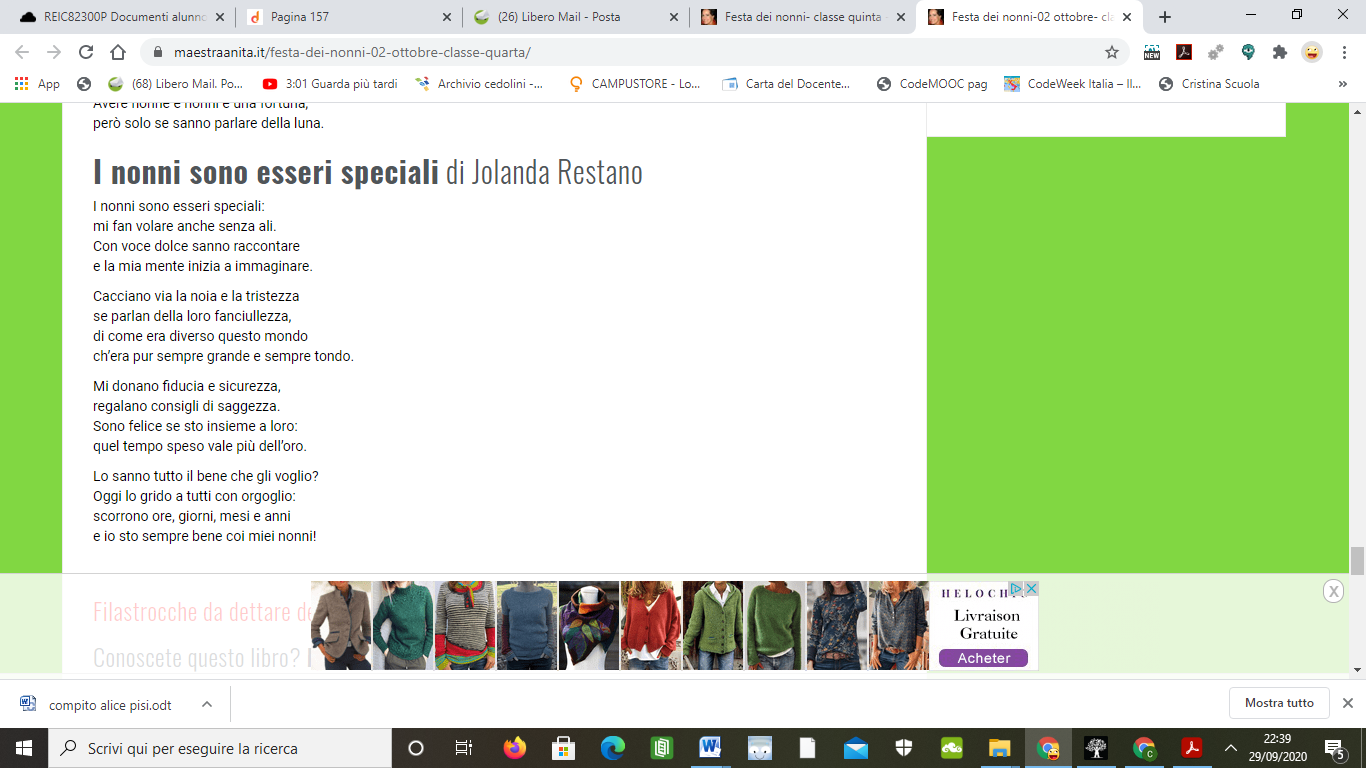 REIC82300P Documenti alunno
Pagina 157
(26) Libero Mail - Posta
Festa dei nonni- classe quinta -
Festa dei nonni-02 ottobre- cla
maestraanita.it/festa-dei-nonni-02-ottobre-classe-quarta/
App
(68) Libero Mail. Po...
3:01 Guarda più tardi
Archivio cedolini -...
CAMPUSTORE - Lo...
Carta del Docente...
CodeMOOC pag
CodeWeek Italia – Il...
Cristina Scuola
»
Avere nonne e nonni è una fortuna,
però solo se sanno parlare della luna.
I nonni sono esseri speciali di Jolanda Restano
I nonni sono esseri speciali:
mi fan volare anche senza ali.
Con voce dolce sanno raccontare
e la mia mente inizia a immaginare.
Cacciano via la noia e la tristezza
se parlan della loro fanciullezza,
di come era diverso questo mondo
ch’era pur sempre grande e sempre tondo.
Mi donano fiducia e sicurezza,
regalano consigli di saggezza.
Sono felice se sto insieme a loro:
quel tempo speso vale più dell’oro.
Lo sanno tutto il bene che gli voglio?
Oggi lo grido a tutti con orgoglio:
scorrono ore, giorni, mesi e anni
e io sto sempre bene coi miei nonni!
Filastrocche da dettare
Conoscete questo libro?
Livraison
Gratuite
Acheter
X
compito alice pisi.odt
Mostra tutto
Scrivi qui per eseguire la ricerca
22:39
29/09/2020
5